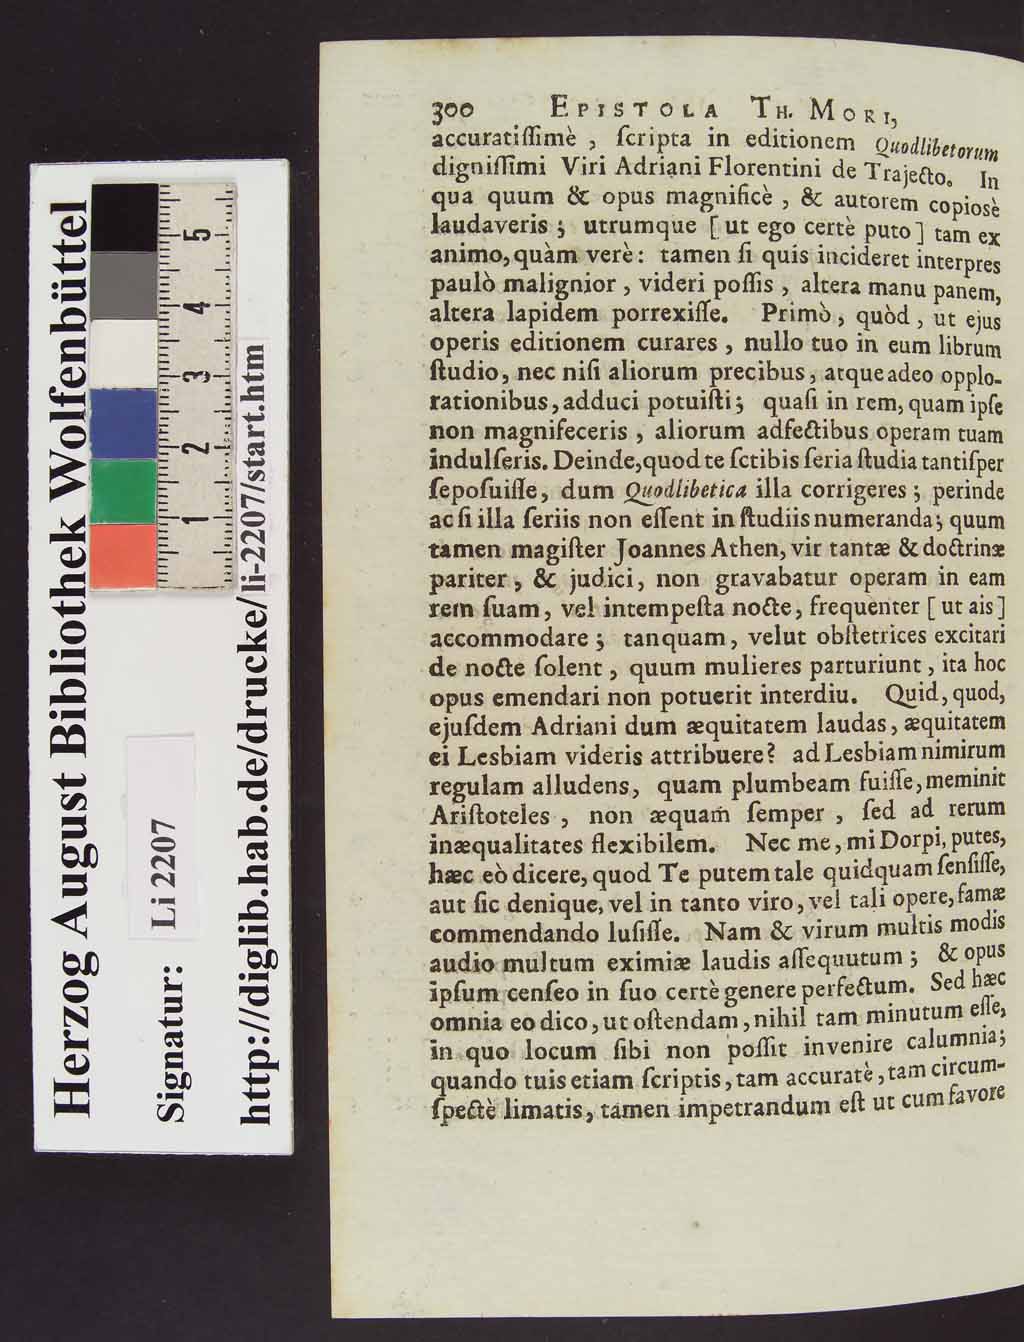 300 EPISTOLA TH. MORI,
accuratiſſimè , ſcripta in editionem Quodlibetorum
digniſſimi Viri Adriani Florentini de Trajecto. In
qua quum & opus magnificè , & autorem copiosè
laudaveris ; utrumque [ ut ego certè puto ] tam ex
animo, quàm verè : tamen ſi quis incideret interpres
paulò malignior , videri poſſis , altera manu panem,
altera lapidem porrexiſſe. Primò , quòd , ut ejus
operis editionem curares , nullo tuo in eum librum
ſtudio, nec niſi aliorum precibus, atque adeo opplo-
rationibus, adduci potuiſti ; quaſi in rem, quam ipſe
non magnifeceris , aliorum adfectibus operam tuam
indulſeris. Deinde, quod te ſctibis ſeria ſtudia tantiſper
ſepoſuiſſe, dum Quodlibetica illa corrigeres ; perinde
ac ſi illa ſeriis non eſſent in ſtudiis numeranda ; quum
tamen magiſter Joannes Athen, vir tantæ & doctrinæ
pariter , & judici, non gravabatur operam in eam
rem ſuam, vel intempeſta nocte, frequenter [ ut ais ]
accommodare ; tanquam, velut obſtetrices excitari
de nocte ſolent , quum mulieres parturiunt , ita hoc
opus emendari non potuerit interdiu. Quid, quod,
ejuſdem Adriani dum æquitatem laudas, æquitatem
ei Lesbiam videris attribuere? ad Lesbiam nimirum
regulam alludens, quam plumbeam fuiſſe, meminit
Ariſtoteles , non æquam ſemper , ſed ad rerum
inæqualitates flexibilem. Nec me, mi Dorpi, putes,
hæc eò dicere, quod Te putem tale quidquam ſenſiſſe,
aut ſic denique, vel in tanto viro, vel tali opere, famæ
commendando luſiſſe. Nam & virum multis modis
audio multum eximiæ laudis aſſequutum ; & opus
ipſum cenſeo in ſuo certè genere perfectum. Sed hæc
omnia eo dico, ut oſtendam, nihil tam minutum eſſe,
in quo locum ſibi non poſſit invenire calumnia ;
quando tuis etiam ſcriptis, tam accuratè, tam circum-
ſpectè limatis, tamen impetrandum eſt ut cum favore
Herzog August Bibliothek Wolfenbüttel
Signatur: Li 2207
http://diglib.hab.de/drucke/li-2207/start.htm
1 2 3 4 5